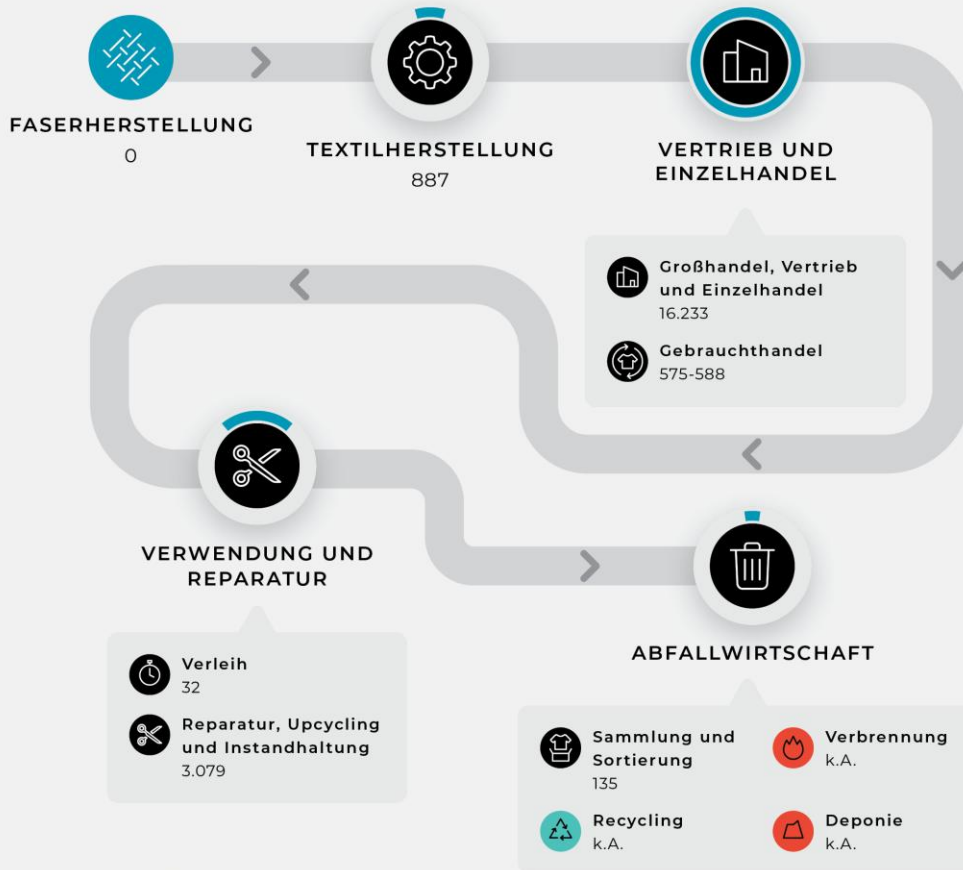 FASERHERSTELLUNG
0
TEXTILHERSTELLUNG
887
VERTRIEB UND
EINZELHANDEL
Großhandel, Vertrieb
und Einzelhandel
16.233
Gebrauchthandel
575-588
VERWENDUNG UND
REPARATUR
Verleih
32
Reparatur, Upcycling
und Instandhaltung
3.079
ABFALLWIRTSCHAFT
Sammlung und
Sortierung
135
Verbrennung
k.A.
Recycling
k.A.
Deponie
k.A.